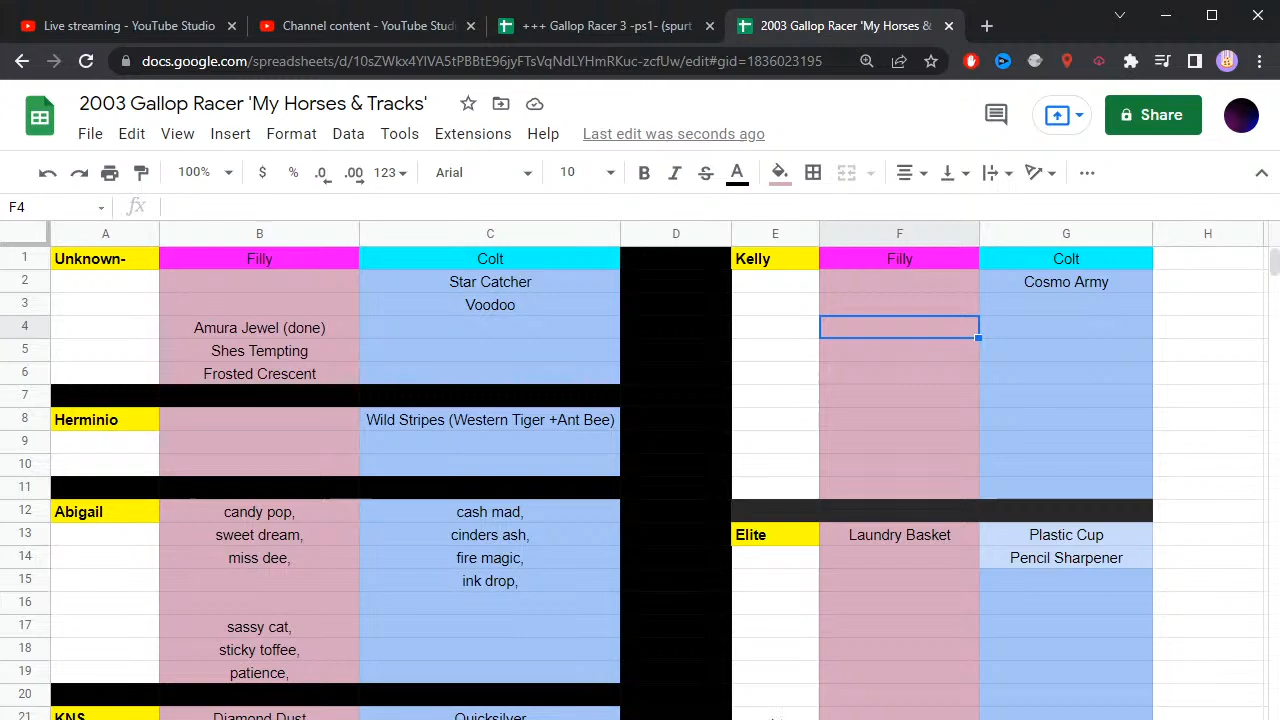 Live streaming - YouTube Studio
Channel content - YouTube Studi
+++ Gallop Racer 3 -ps1- (spurt
2003 Gallop Racer 'My Horses &
docs.google.com/spreadsheets/d/10sZWkx4YlVA5tPBBtE96jyFTsVqNdLYHmRKuc-zcfUw/edit#gid=1836023195
2003 Gallop Racer 'My Horses & Tracks'
Share
File Edit View Insert Format Data Tools Extensions Help Last edit was seconds ago
100% $ % .0 .00 123 Arial 10 B I S A
F4 fx
A B C D E F G H
1 Unknown- Filly Colt Kelly Filly Colt
2 Star Catcher Cosmo Army
3 Voodoo
4 Amura Jewel (done)
5 Shes Tempting
6 Frosted Crescent
7
8 Herminio Wild Stripes (Western Tiger +Ant Bee)
9
10
11
12 Abigail candy pop, cash mad,
13 sweet dream, cinders ash, Elite Laundry Basket Plastic Cup
14 miss dee, fire magic, Pencil Sharpener
15 ink drop,
16
17 sassy cat,
18 sticky toffee,
19 patience,
20
21 KNS Diamond Dust Quicksilver